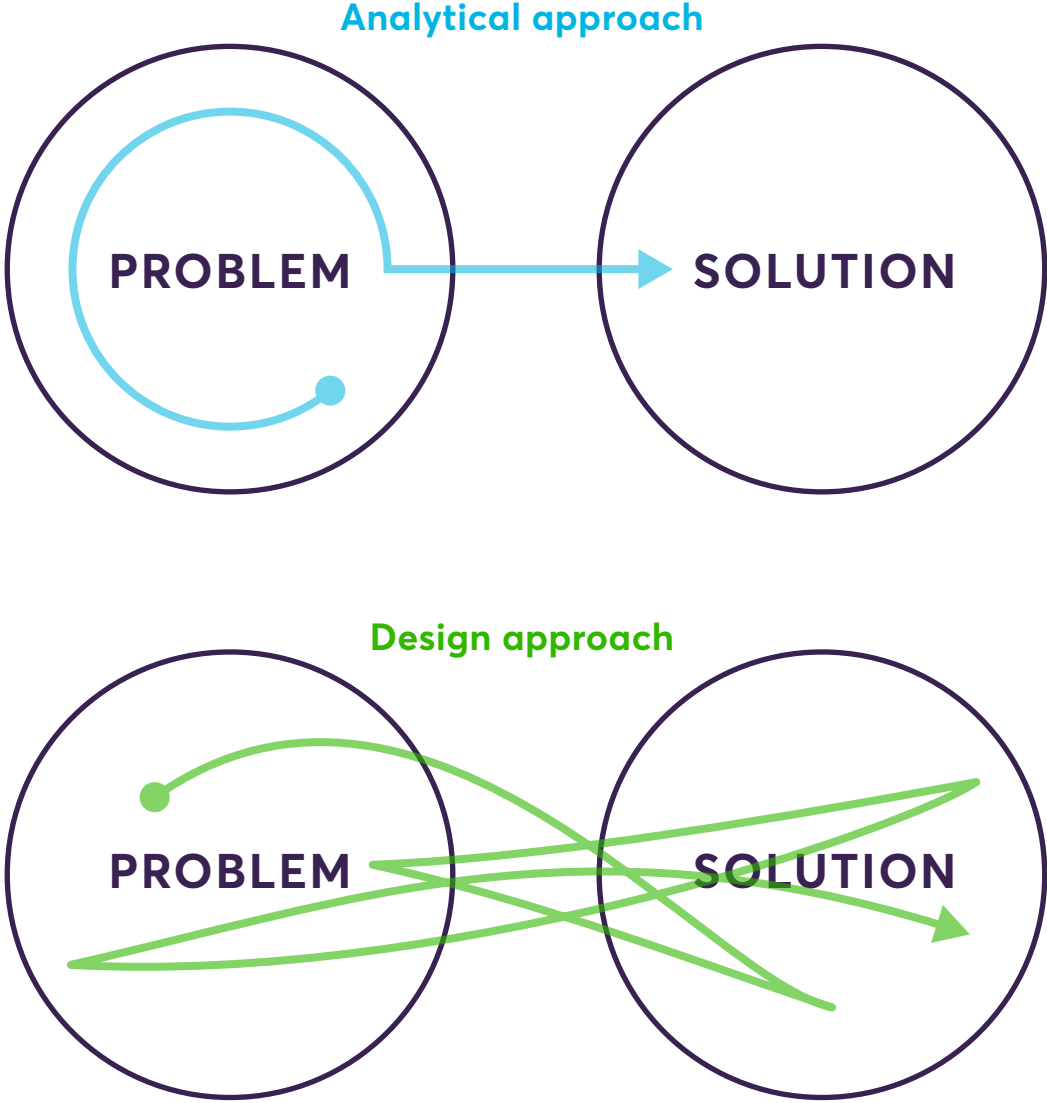 Analytical approach
PROBLEM
SOLUTION
Design approach
PROBLEM
SOLUTION